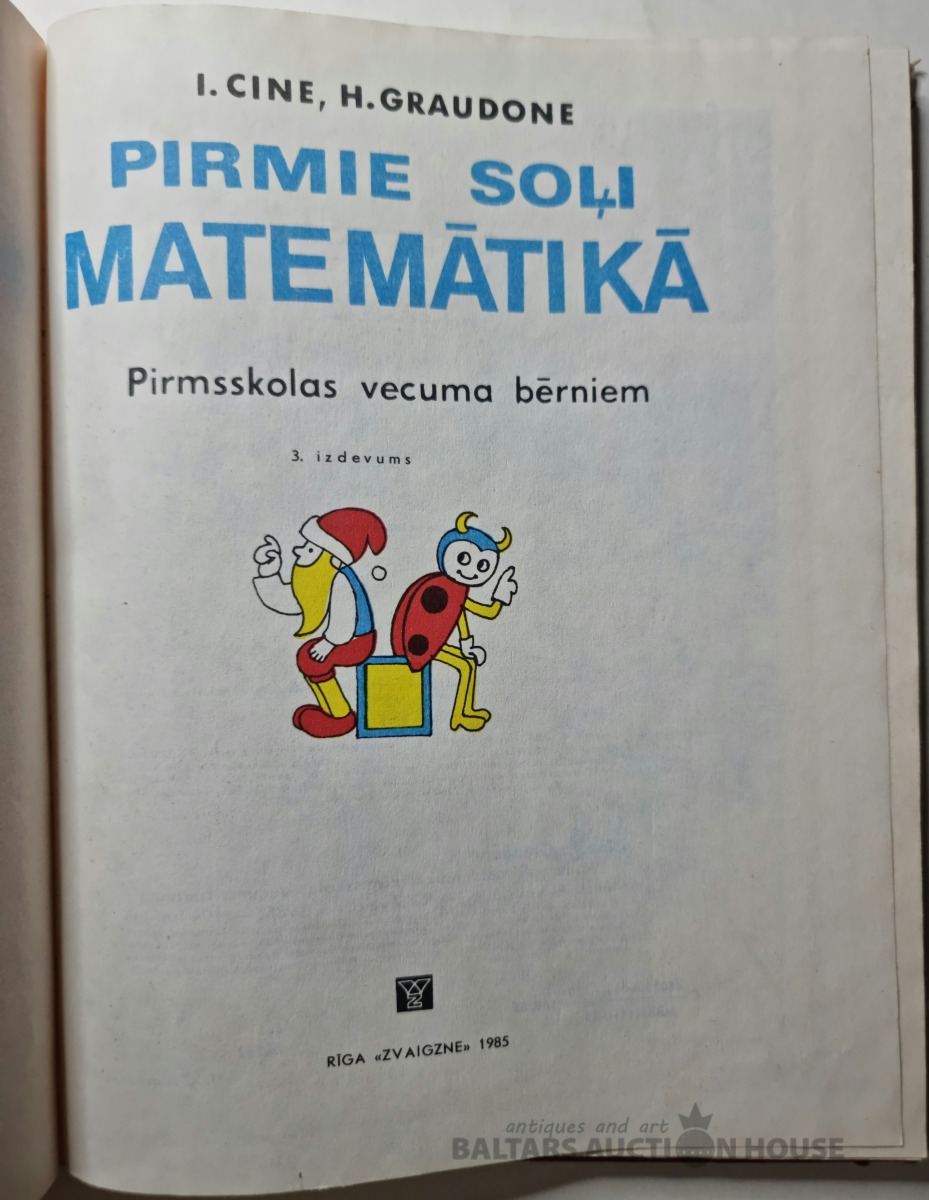 I. CINE, H. GRAUDONE
PIRMIE SOĻI
MATEMĀTIKĀ
Pirmsskolas vecuma bērniem
3. izdevums
RĪGA «ZVAIGZNE» 1985
antiques and art
BALTARS AUCTION HOUSE